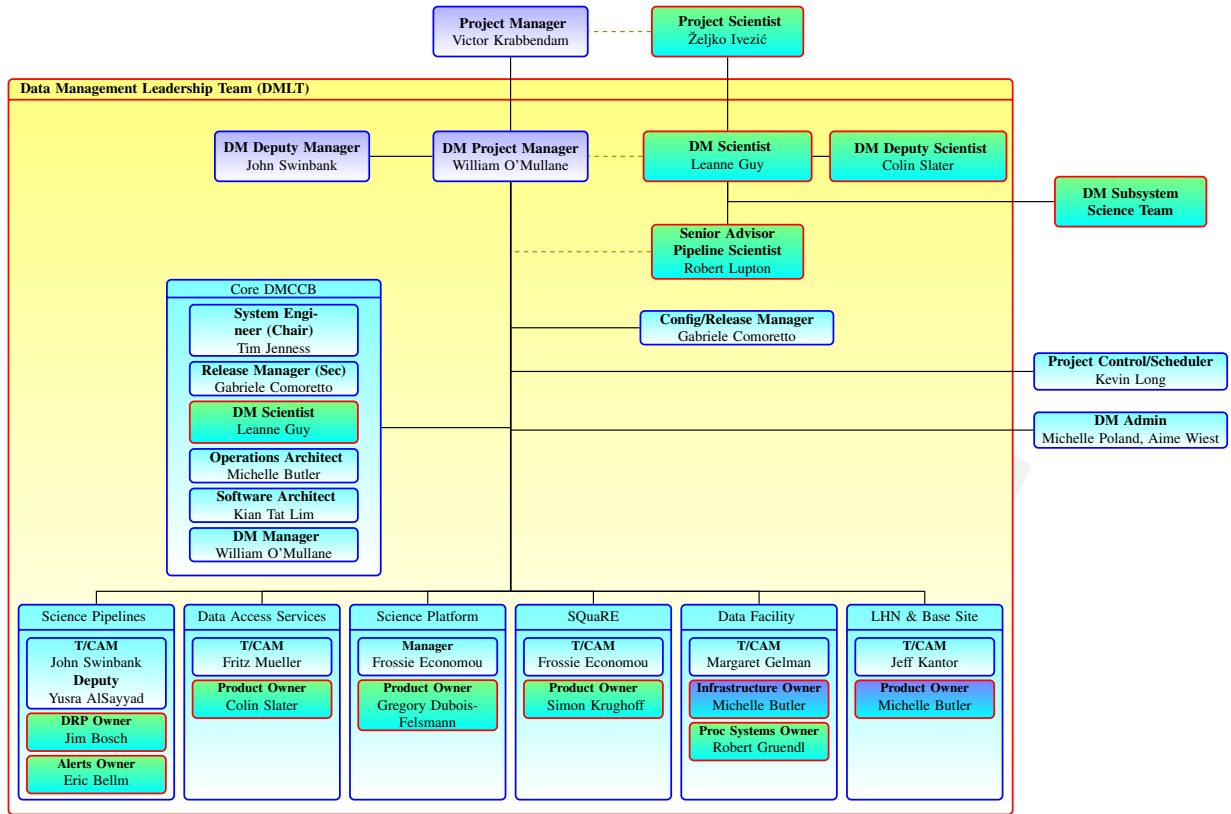 Project Manager
Victor Krabbendam
Project Scientist
Željko Ivezić
Data Management Leadership Team (DMLT)
DM Deputy Manager
John Swinbank
DM Project Manager
William O’Mullane
DM Scientist
Leanne Guy
DM Deputy Scientist
Colin Slater
DM Subsystem
Science Team
Senior Advisor
Pipeline Scientist
Robert Lupton
Core DMCCB
System Engi-
neer (Chair)
Tim Jenness
Release Manager (Sec)
Gabriele Comoretto
DM Scientist
Leanne Guy
Operations Architect
Michelle Butler
Software Architect
Kian Tat Lim
DM Manager
William O’Mullane
Config/Release Manager
Gabriele Comoretto
Project Control/Scheduler
Kevin Long
DM Admin
Michelle Poland, Aime Wiest
Science Pipelines
T/CAM
John Swinbank
Deputy
Yusra AlSayyad
DRP Owner
Jim Bosch
Alerts Owner
Eric Bellm
Data Access Services
T/CAM
Fritz Mueller
Product Owner
Colin Slater
Science Platform
Manager
Frossie Economou
Product Owner
Gregory Dubois-
Felsmann
SQuaRE
T/CAM
Frossie Economou
Product Owner
Simon Krughoff
Data Facility
T/CAM
Margaret Gelman
Infrastructure Owner
Michelle Butler
Proc Systems Owner
Robert Gruendl
LHN & Base Site
T/CAM
Jeff Kantor
Product Owner
Michelle Butler